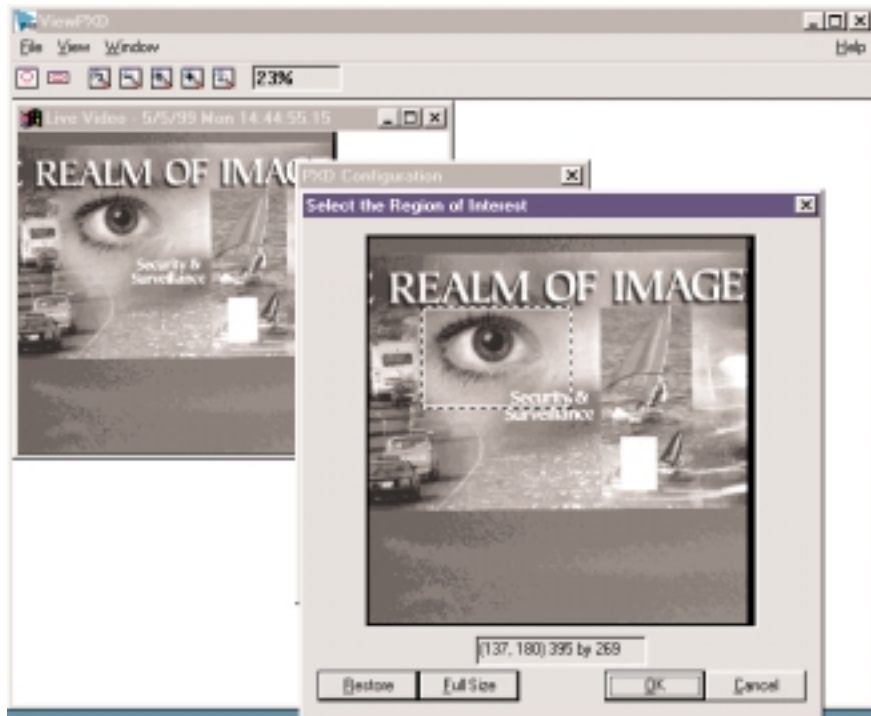 ViewPXD
File View Window Help
23%
Live Video - 5/5/99 Mon 14:44:55.15
E REALM OF IMAG
Security &
Surveillance
PXD Configuration
Select the Region of Interest
E REALM OF IMAGE
Security &
Surveillance
(137, 180) 395 by 269
Restore Full Size OK Cancel